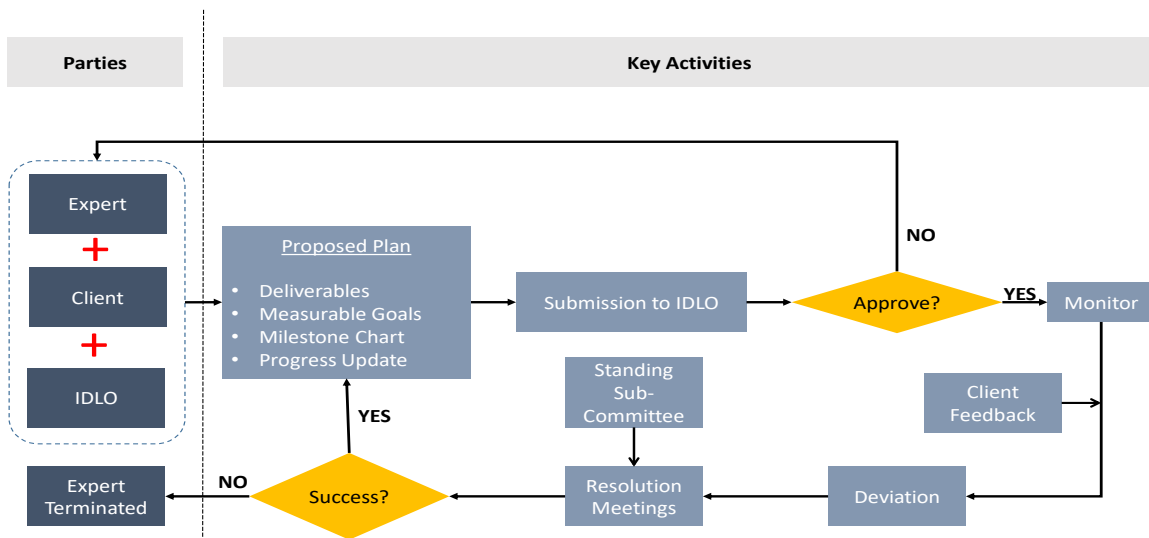 Parties
Key Activities
Expert
+
Client
+
IDLO
Proposed Plan
• Deliverables
• Measurable Goals
• Milestone Chart
• Progress Update
Submission to IDLO
Approve?
NO
YES
Monitor
Client
Feedback
Standing
Sub-
Committee
YES
Expert
Terminated
NO
Success?
Resolution
Meetings
Deviation